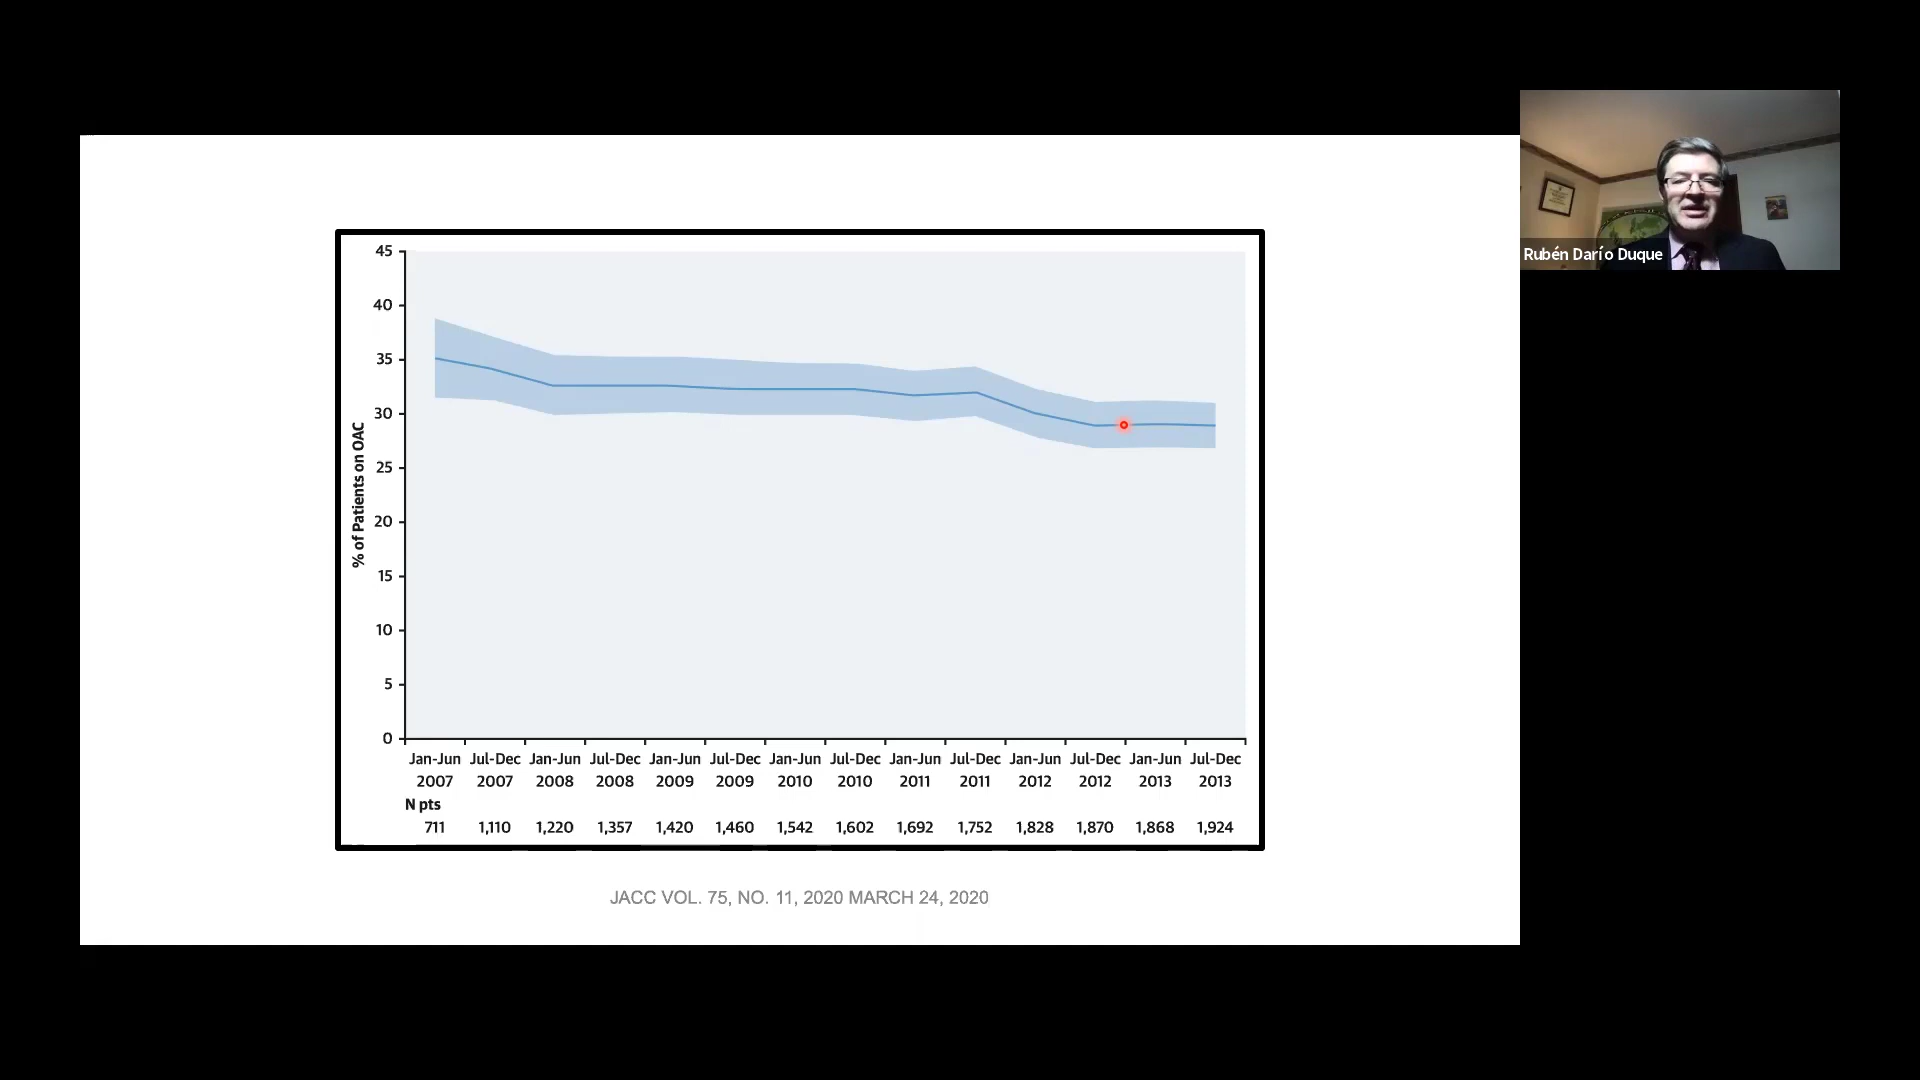 Rubén Darío Duque
% of Patients on OAC
45
40
35
30
25
20
15
10
5
0
Jan-Jun Jul-Dec Jan-Jun Jul-Dec Jan-Jun Jul-Dec Jan-Jun Jul-Dec Jan-Jun Jul-Dec Jan-Jun Jul-Dec Jan-Jun Jul-Dec
2007 2007 2008 2008 2009 2009 2010 2010 2011 2011 2012 2012 2013 2013
N pts
711 1,110 1,220 1,357 1,420 1,460 1,542 1,602 1,692 1,752 1,828 1,870 1,868 1,924
JACC VOL. 75, NO. 11, 2020 MARCH 24, 2020